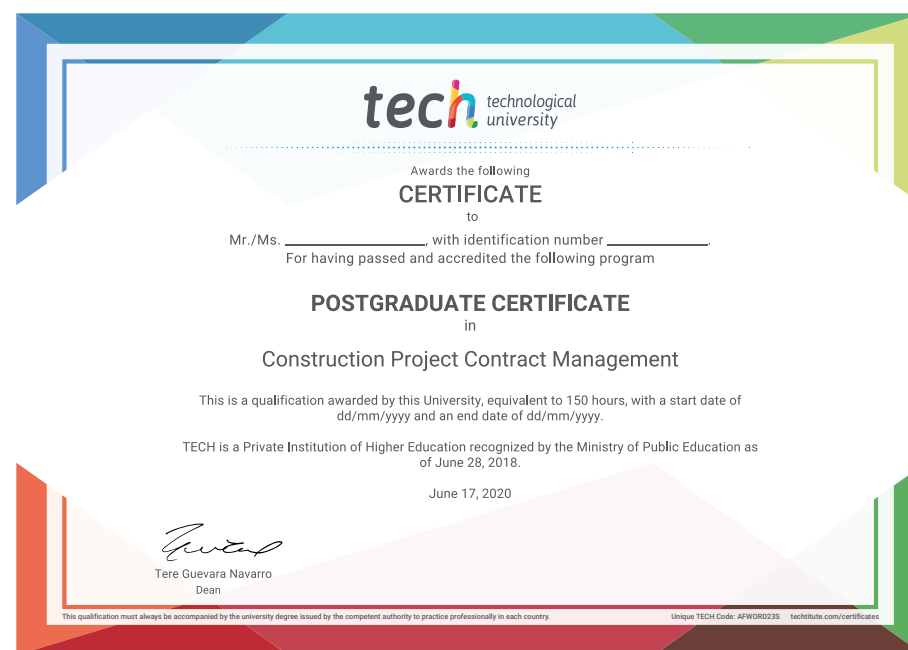 tech technological
university
Awards the following
CERTIFICATE
to
Mr./Ms. ____________________, with identification number ______________.
For having passed and accredited the following program
POSTGRADUATE CERTIFICATE
in
Construction Project Contract Management
This is a qualification awarded by this University, equivalent to 150 hours, with a start date of
dd/mm/yyyy and an end date of dd/mm/yyyy.
TECH is a Private Institution of Higher Education recognized by the Ministry of Public Education as
of June 28, 2018.
June 17, 2020
Tere Guevara Navarro
Dean
This qualification must always be accompanied by the university degree issued by the competent authority to practice professionally in each country. Unique TECH Code: AFWORD23S techtitute.com/certificates